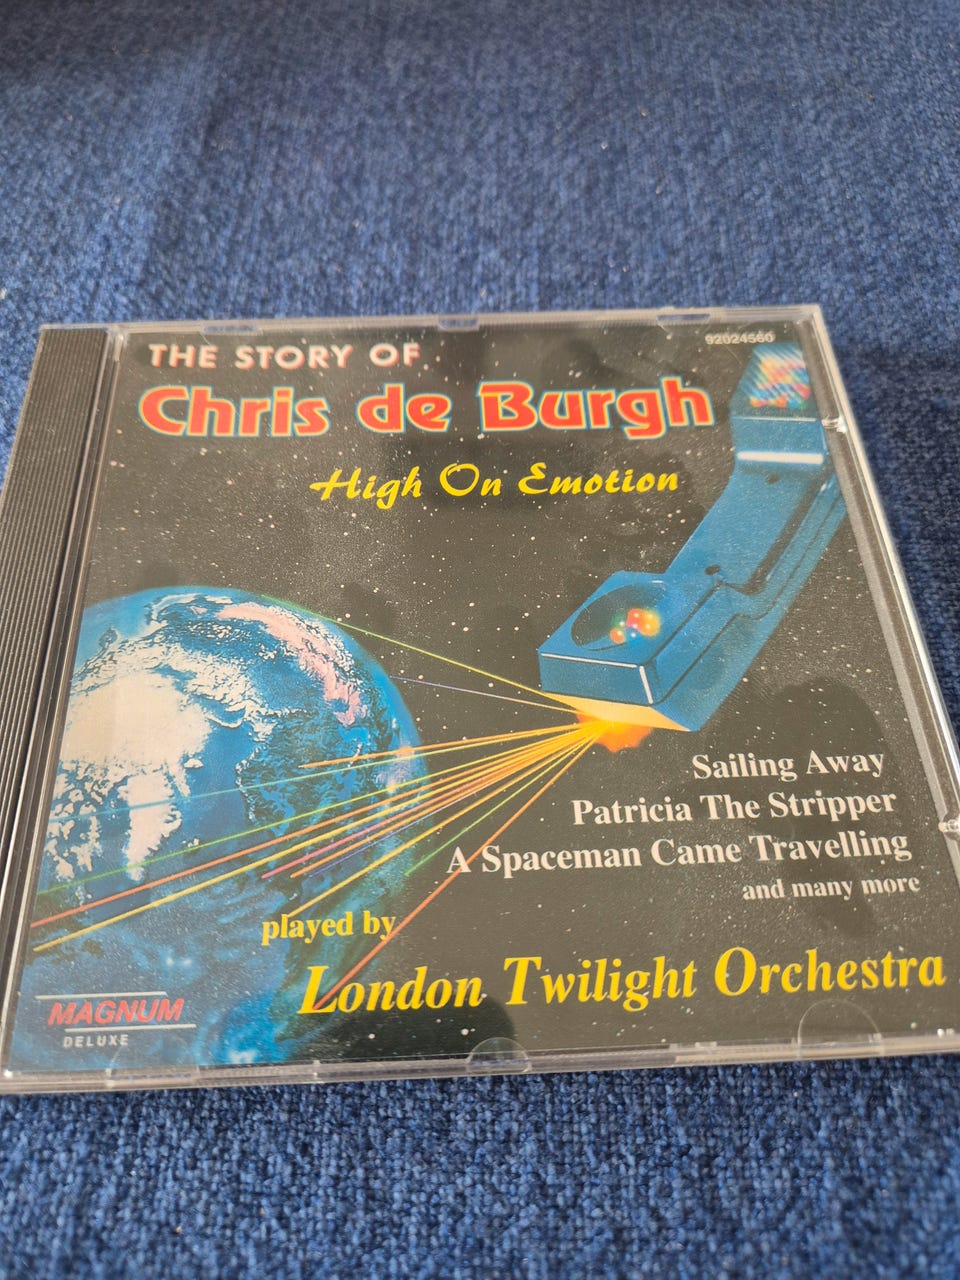 92024560
THE STORY OF
Chris de Burgh
High On Emotion
Sailing Away
Patricia The Stripper
A Spaceman Came Travelling
and many more
played by
London Twilight Orchestra
MAGNUM
DELUXE